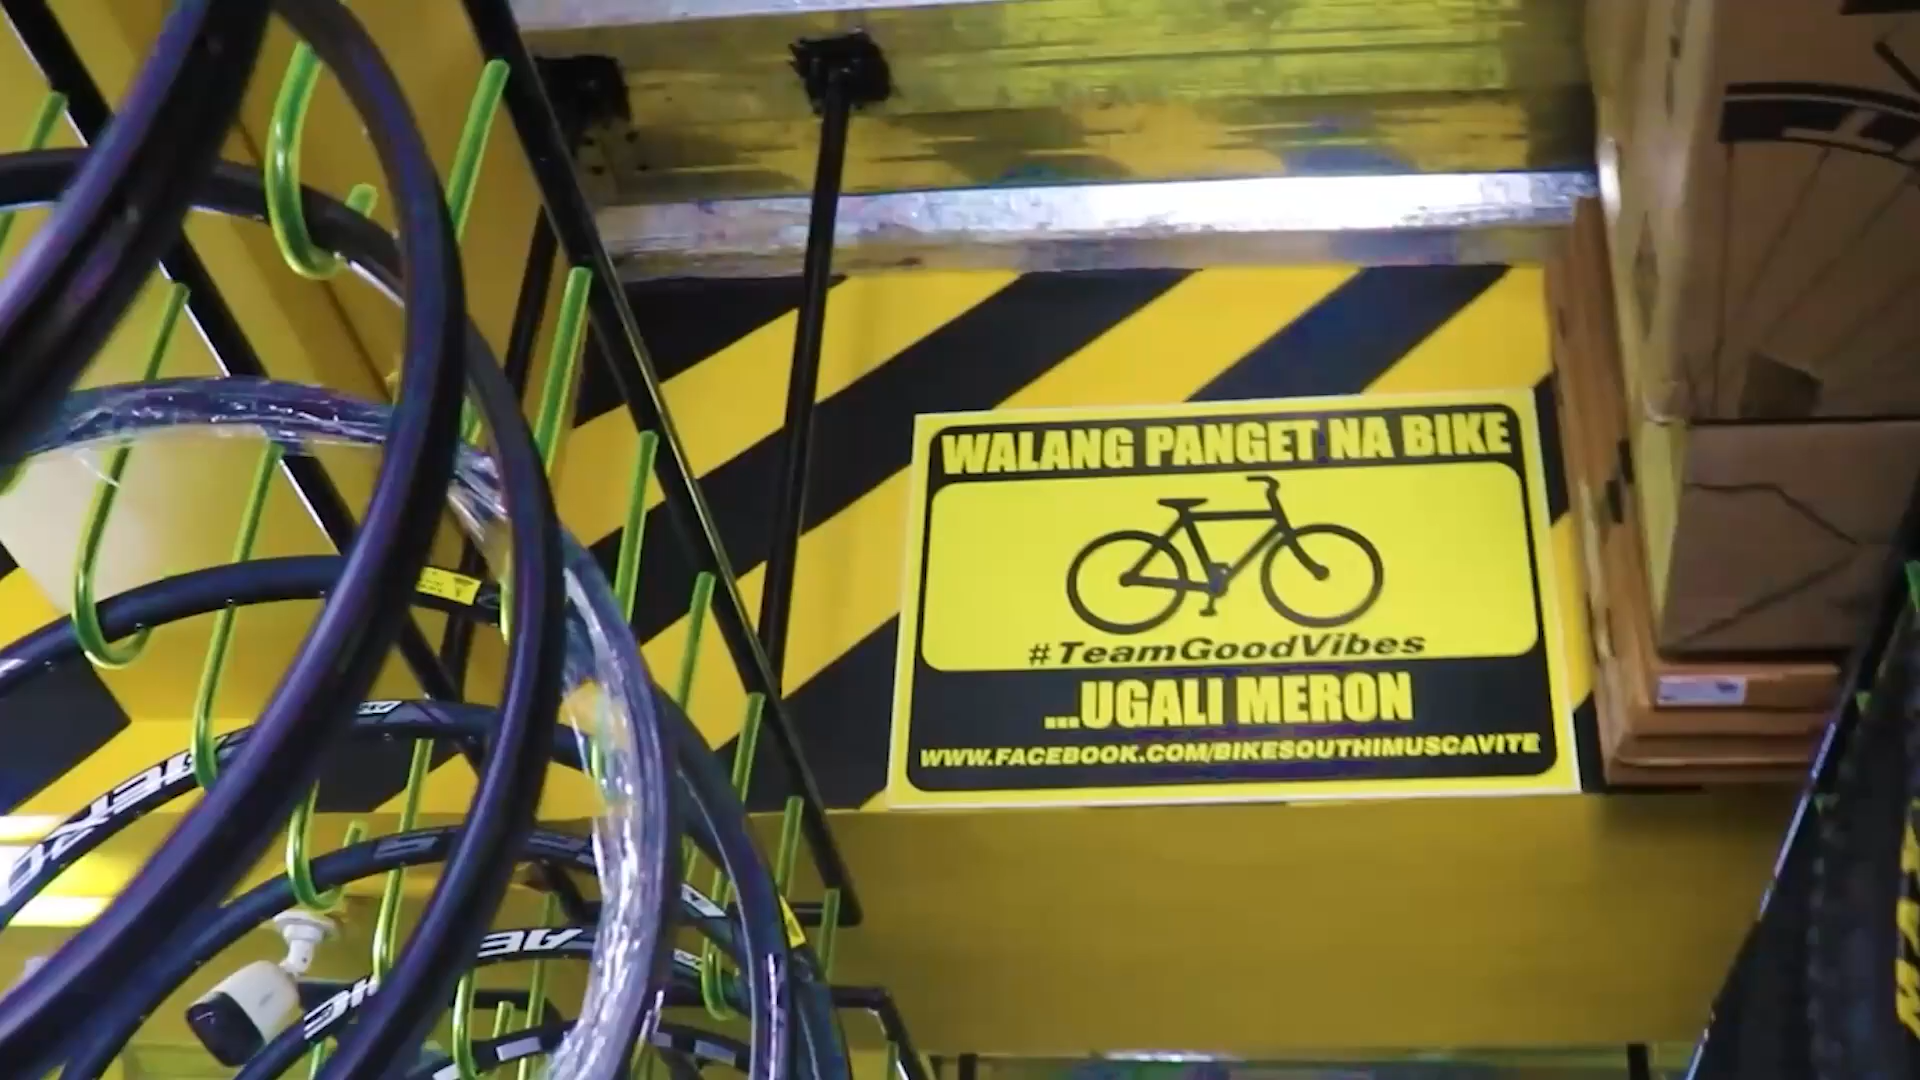 WALANG PANGET NA BIKE
#TeamGoodVibes
...UGALI MERON
WWW.FACEBOOK.COM/BIKESOUTHIMUSCAVITE